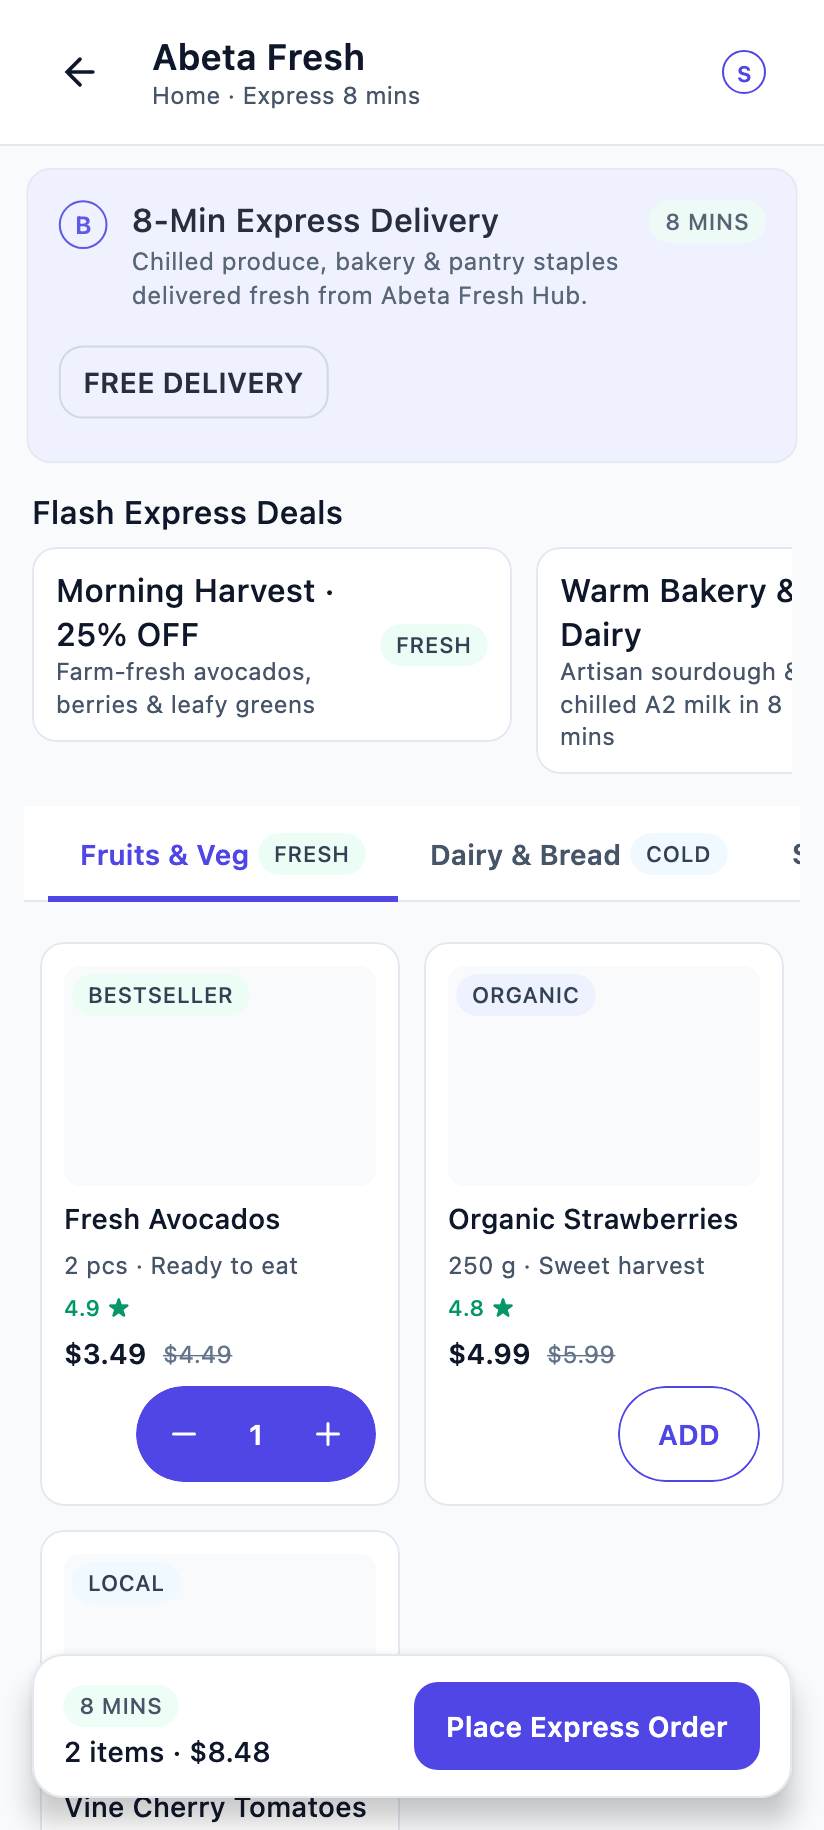 Abeta Fresh
Home · Express 8 mins
S
B
8-Min Express Delivery
8 MINS
Chilled produce, bakery & pantry staples
delivered fresh from Abeta Fresh Hub.
FREE DELIVERY
Flash Express Deals
Morning Harvest ·
25% OFF
Farm-fresh avocados,
berries & leafy greens
FRESH
Warm Bakery &
Dairy
Artisan sourdough &
chilled A2 milk in 8
mins
Fruits & Veg
FRESH
Dairy & Bread
COLD
BESTSELLER
Fresh Avocados
2 pcs · Ready to eat
4.9 ★
$3.49 $4.49
− 1 +
ORGANIC
Organic Strawberries
250 g · Sweet harvest
4.8 ★
$4.99 $5.99
ADD
LOCAL
8 MINS
2 items · $8.48
Place Express Order
Vine Cherry Tomatoes